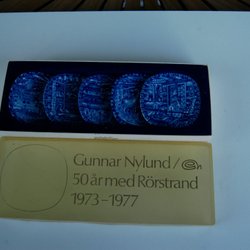 Gunnar Nylund /
50 år med Rörstrand
1973-1977